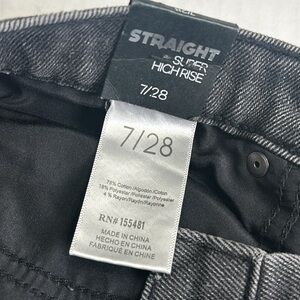 STRAIGHT
SUPER
HIGH RISE
7/28
7/28
78% Cotton/Algodón/Coton
18% Polyester/Poliéster/Polyester
4 % Rayon/Rayón/Rayonne
RN# 155481
MADE IN CHINA
HECHO EN CHINA
FABRIQUÉ EN CHINE